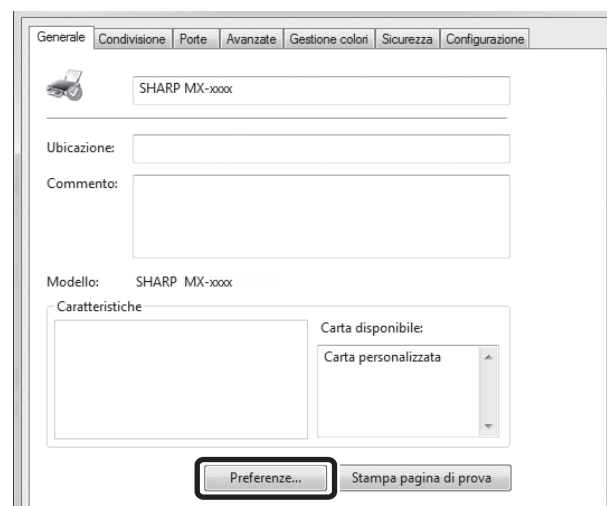 Generale Condivisione Porte Avanzate Gestione colori Sicurezza Configurazione
SHARP MX-xxxx
Ubicazione:
Commento:
Modello: SHARP MX-xxxx
Caratteristiche
Carta disponibile:
Carta personalizzata
Preferenze... Stampa pagina di prova